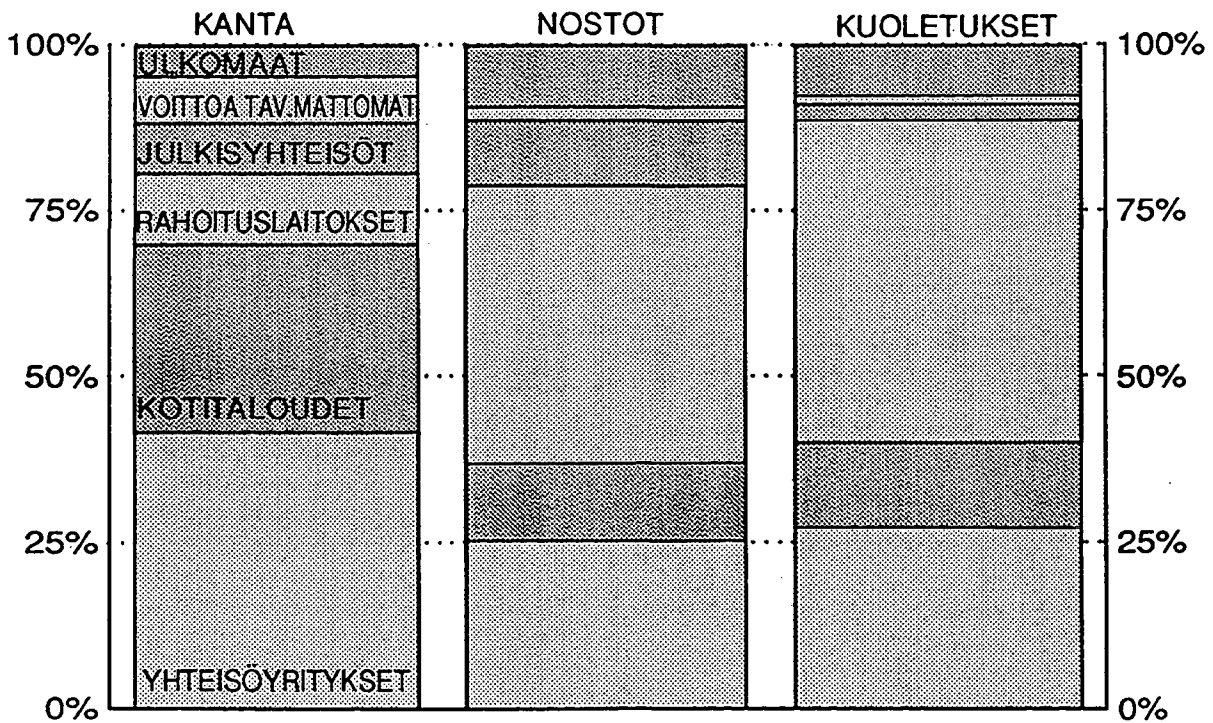 KANTA NOSTOT KUOLETUKSET
100% 100%
ULKOMAAT
VOITTOA TAV.MATTOMAT
JULKISYHTEISÖT
75% RAHOITUSLAITOKSET 75%
50% 50%
KOTITALOUDET
25% 25%
YHTEISÖYRITYKSET
0% 0%